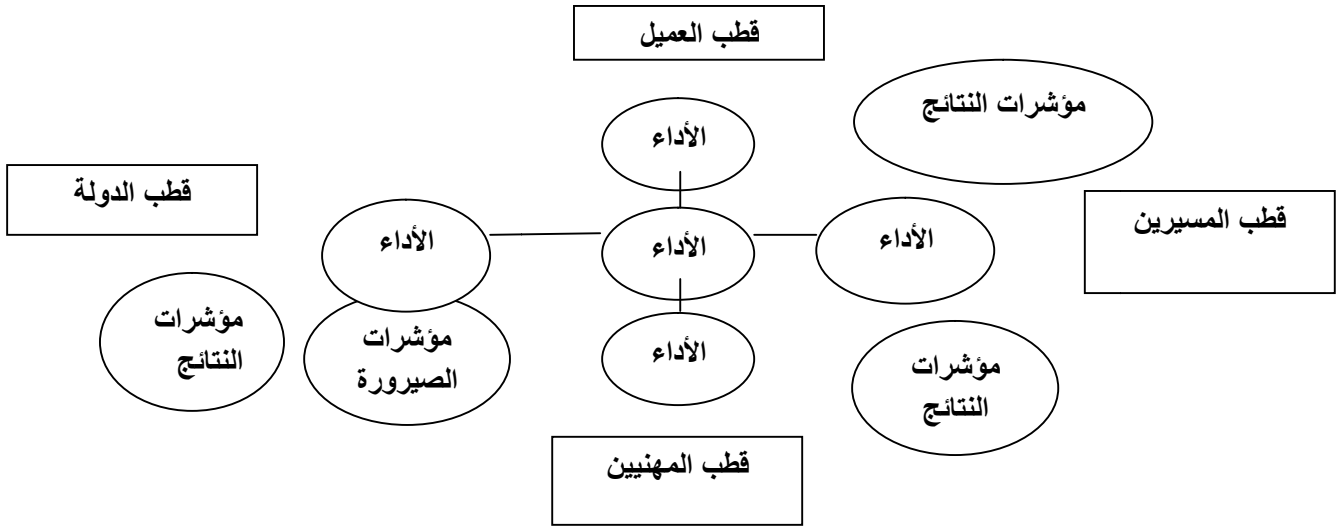 قطب العميل
مؤشرات النتائج
الأداء
قطب الدولة
قطب المسيرين
الأداء
الأداء
الأداء
مؤشرات
النتائج
مؤشرات
الصيرورة
الأداء
مؤشرات
النتائج
قطب المهنيين